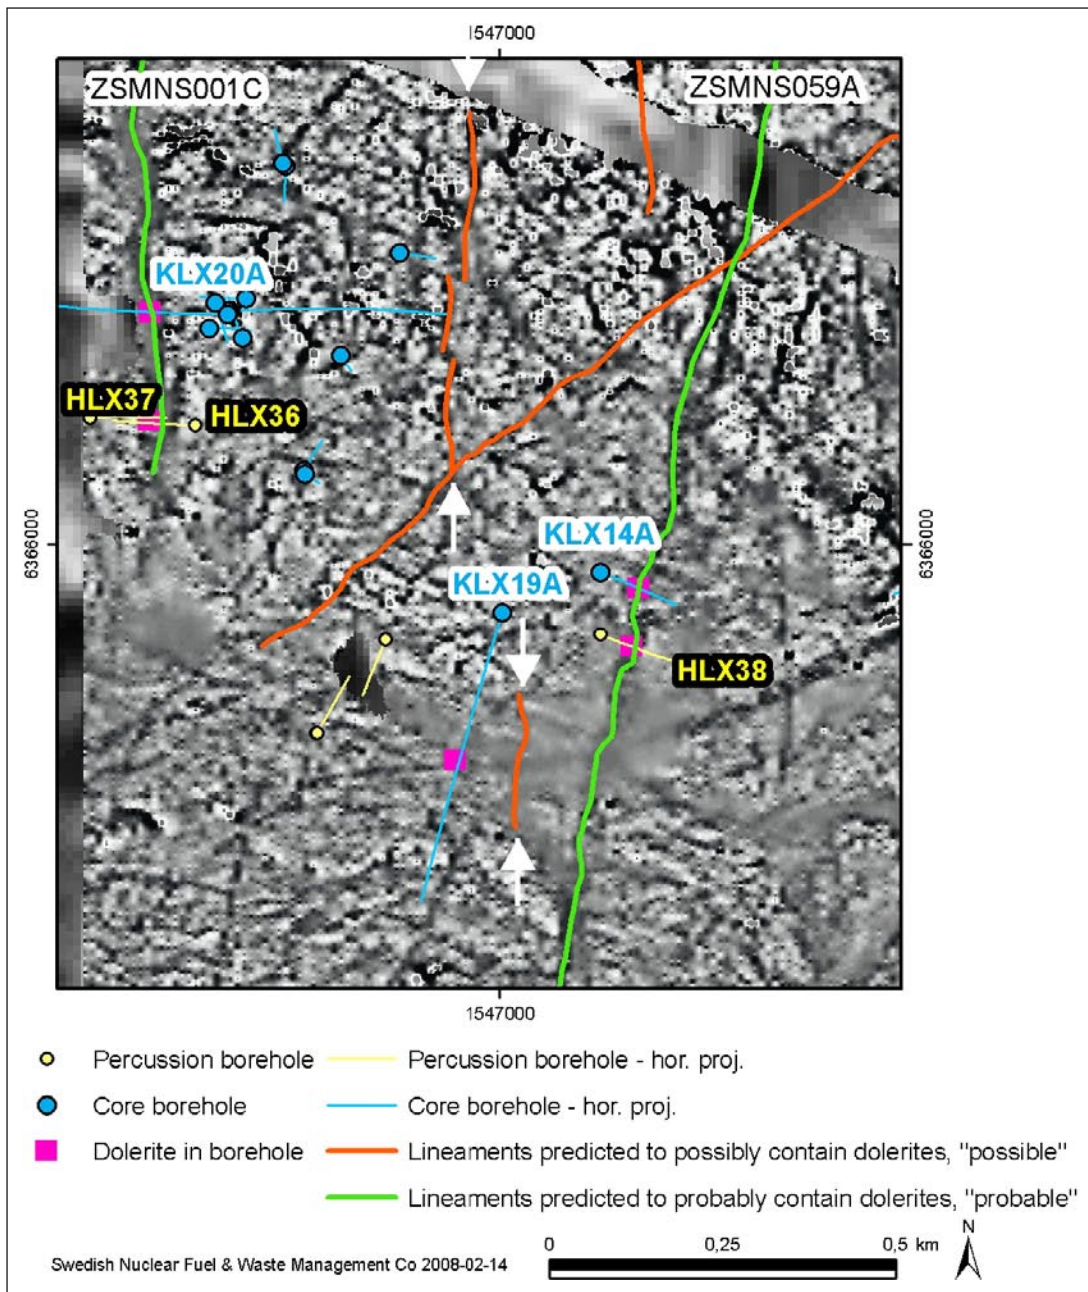 1547000
ZSMNS001C
ZSMNS059A
KLX20A
HLX37
HLX36
6366000
6366000
KLX14A
KLX19A
HLX38
1547000
Percussion borehole
Percussion borehole - hor. proj.
Core borehole
Core borehole - hor. proj.
Dolerite in borehole
Lineaments predicted to possibly contain dolerites, "possible"
Lineaments predicted to probably contain dolerites, "probable"
N
0 0,25 0,5 km
Swedish Nuclear Fuel & Waste Management Co 2008-02-14